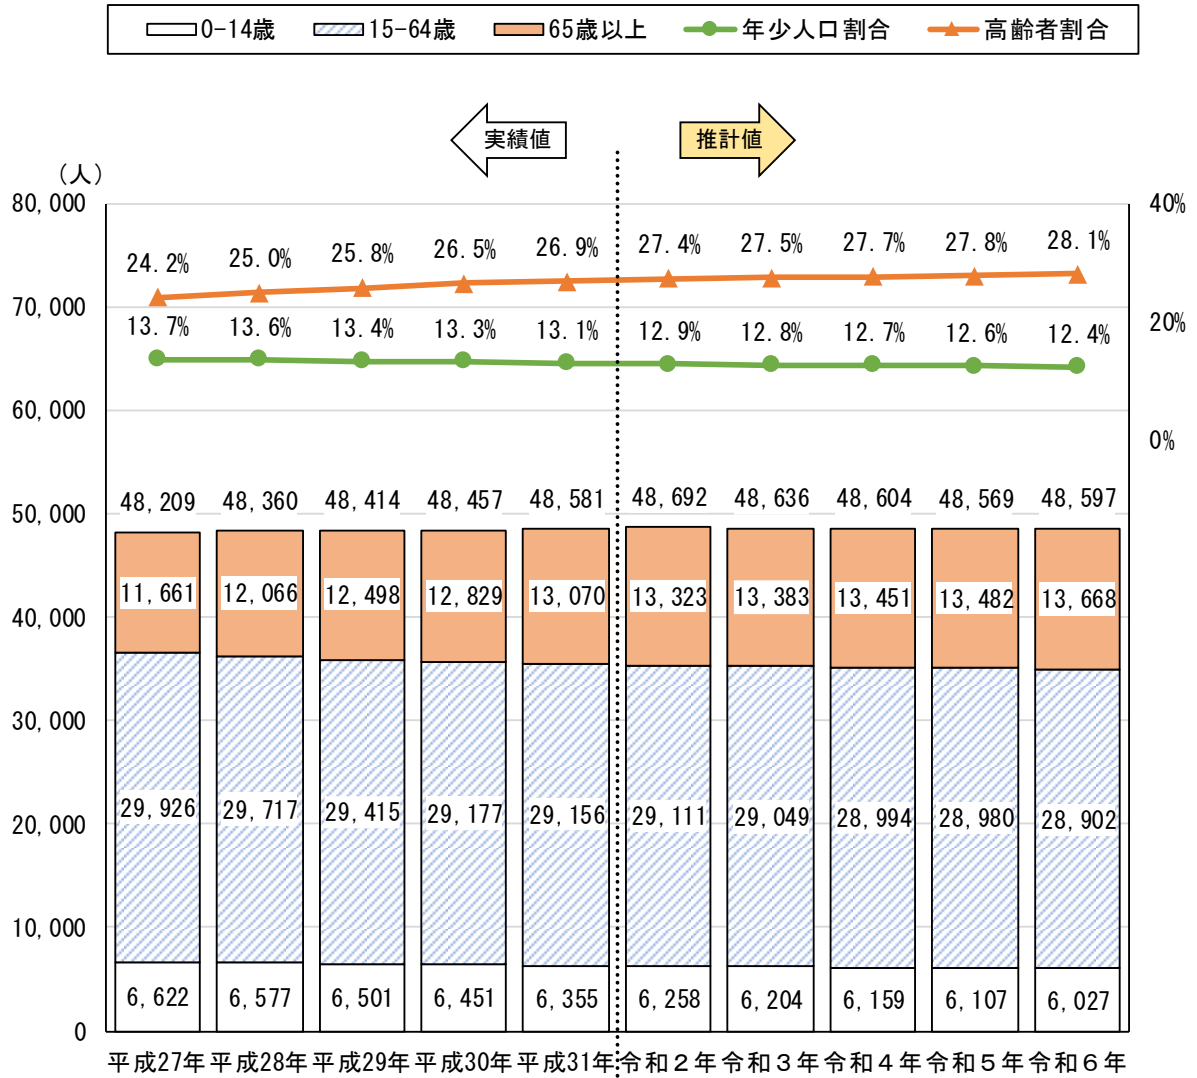 0-14歳 15-64歳 65歳以上 年少人口割合 高齢者割合
実績値 推計値
(人)
80,000 40%
24.2% 25.0% 25.8% 26.5% 26.9% 27.4% 27.5% 27.7% 27.8% 28.1%
70,000 20%
13.7% 13.6% 13.4% 13.3% 13.1% 12.9% 12.8% 12.7% 12.6% 12.4%
60,000
0%
48,209 48,360 48,414 48,457 48,581 48,692 48,636 48,604 48,569 48,597
50,000
11,661 12,066 12,498 12,829 13,070 13,323 13,383 13,451 13,482 13,668
40,000
30,000
29,926 29,717 29,415 29,177 29,156 29,111 29,049 28,994 28,980 28,902
20,000
10,000
6,622 6,577 6,501 6,451 6,355 6,258 6,204 6,159 6,107 6,027
0
平成27年 平成28年 平成29年 平成30年 平成31年 令和2年 令和3年 令和4年 令和5年 令和6年